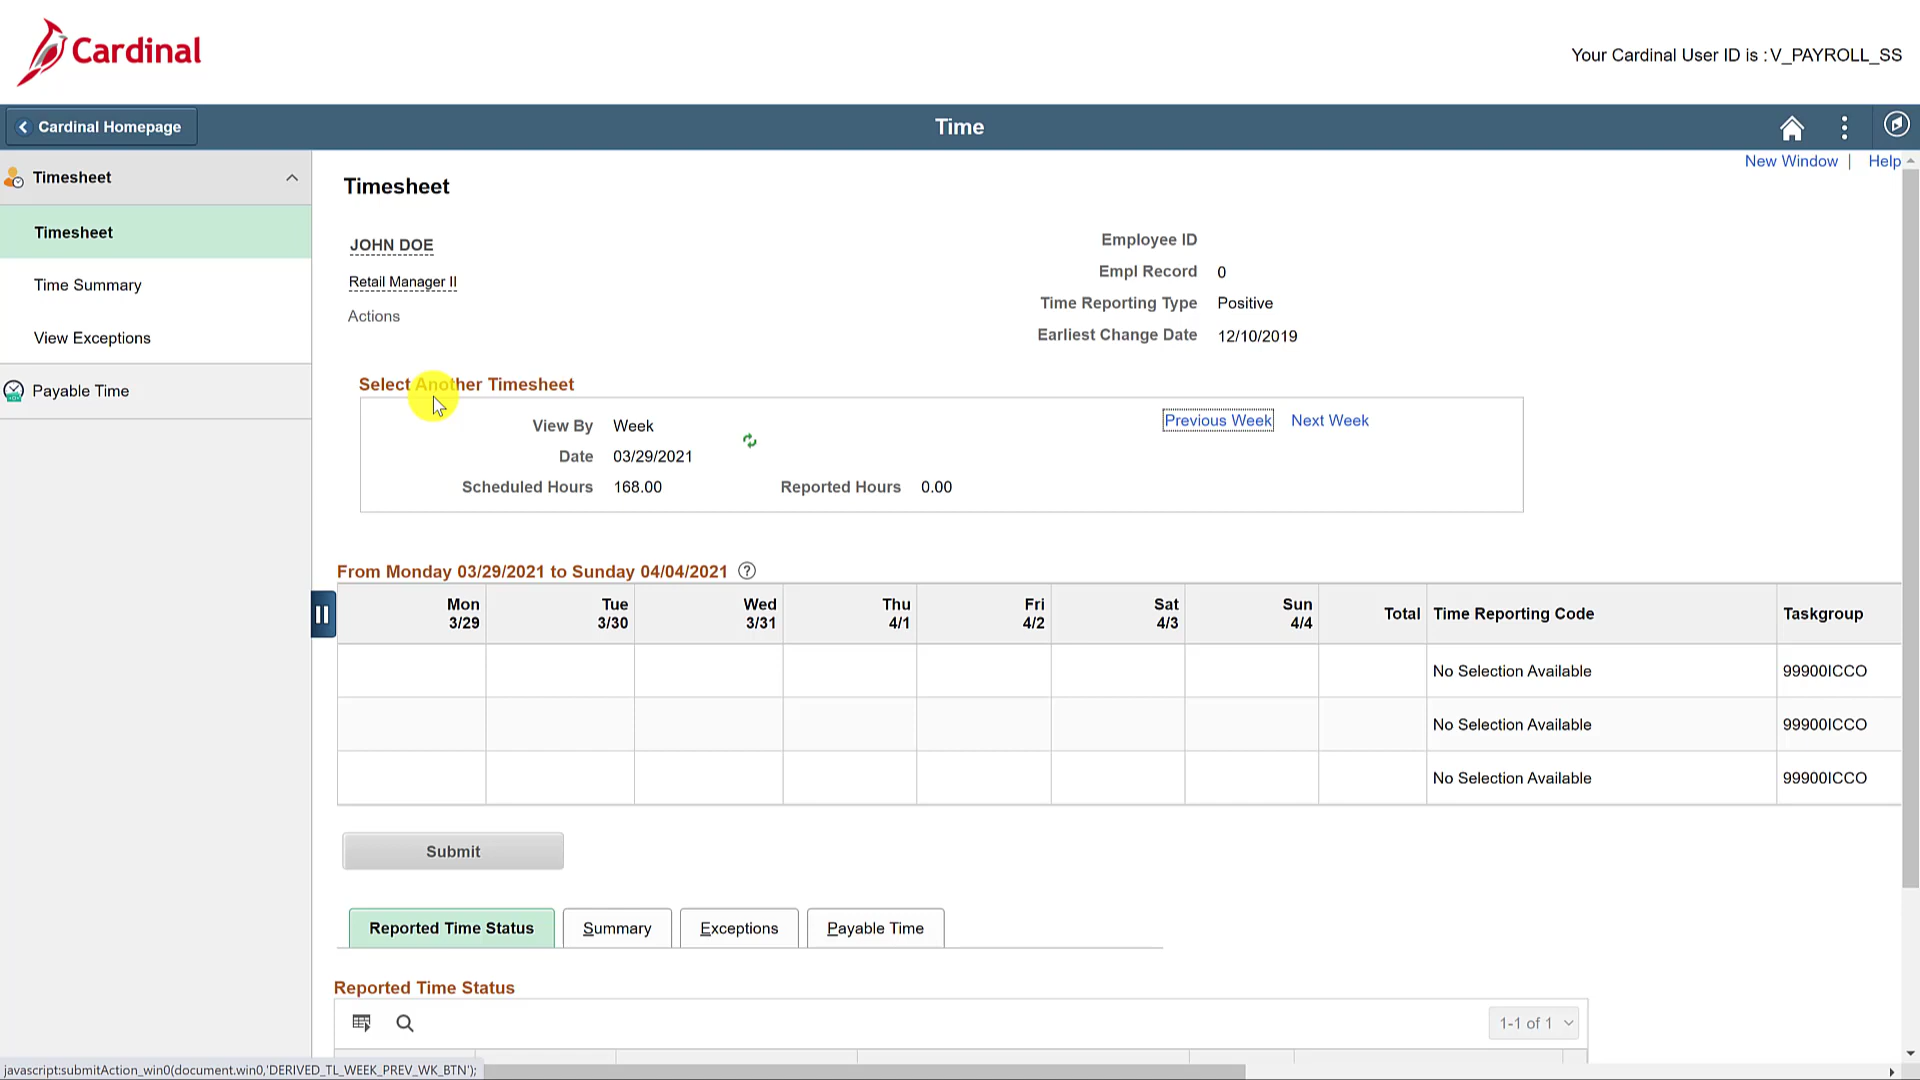 Cardinal
Your Cardinal User ID is : V_PAYROLL_SS
Cardinal Homepage
Time
New Window | Help
Timesheet
Timesheet
Time Summary
View Exceptions
Payable Time
Timesheet
JOHN DOE
Retail Manager II
Actions
Employee ID
Empl Record 0
Time Reporting Type Positive
Earliest Change Date 12/10/2019
Select Another Timesheet
View By Week
Previous Week Next Week
Date 03/29/2021
Scheduled Hours 168.00 Reported Hours 0.00
From Monday 03/29/2021 to Sunday 04/04/2021
Mon 3/29 Tue 3/30 Wed 3/31 Thu 4/1 Fri 4/2 Sat 4/3 Sun 4/4 Total Time Reporting Code Taskgroup
No Selection Available 99900ICCO
No Selection Available 99900ICCO
No Selection Available 99900ICCO
Submit
Reported Time Status Summary Exceptions Payable Time
Reported Time Status
1-1 of 1
javascript:submitAction_win0(document.win0,'DERIVED_TL_WEEK_PREV_WK_BTN');